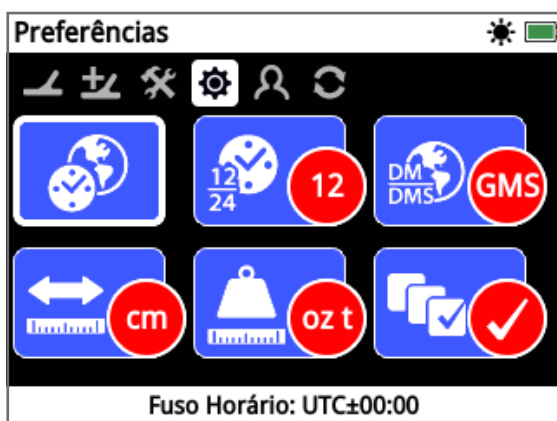 Preferências
12
24
12
DM
DMS
GMS
cm
oz t
Fuso Horário: UTC±00:00